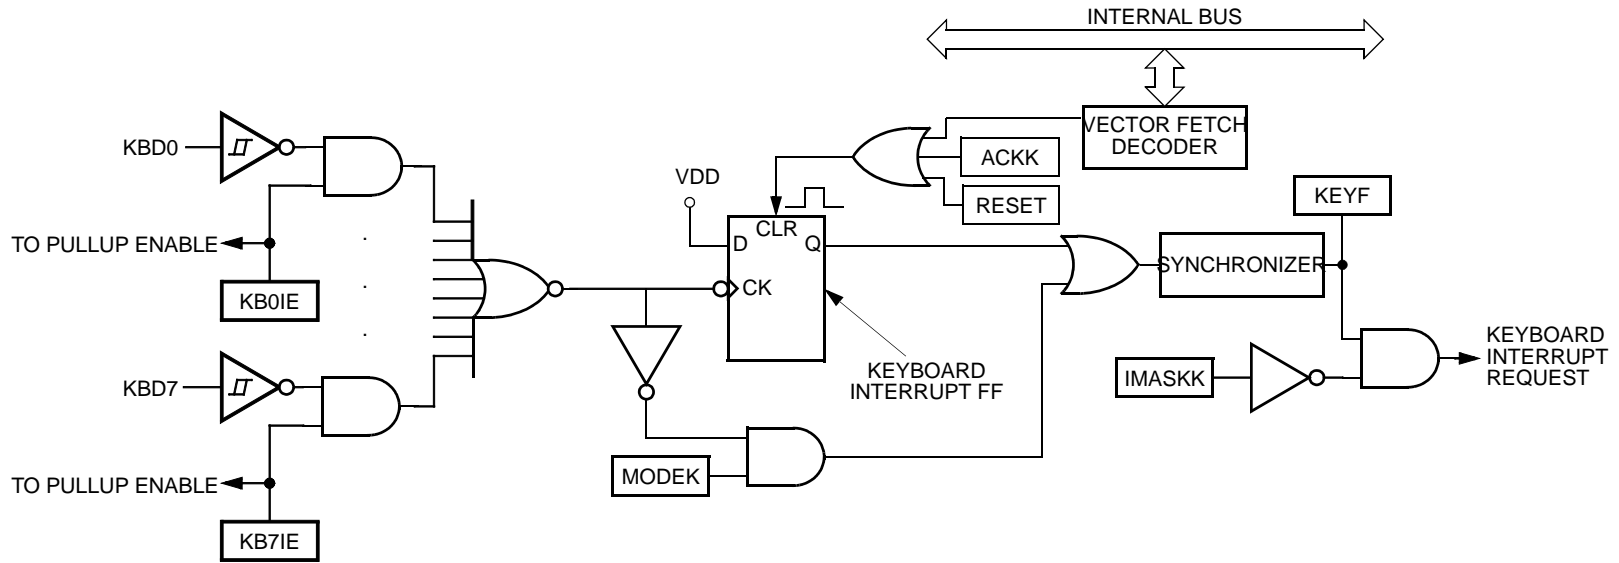 INTERNAL BUS
VECTOR FETCH
DECODER
KBD0
ACKK
VDD
RESET
KEYF
TO PULLUP ENABLE
CLR
D
Q
SYNCHRONIZER
CK
KB0IE
KEYBOARD
INTERRUPT FF
KEYBOARD
INTERRUPT
REQUEST
IMASKK
KBD7
MODEK
TO PULLUP ENABLE
KB7IE